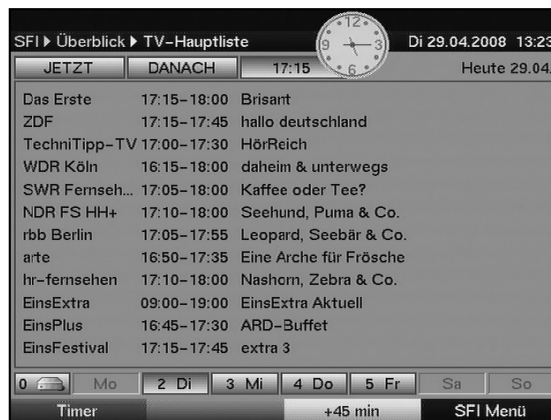 SFI ▶ Überblick ▶ TV-Hauptliste Di 29.04.2008 13:23
12
3
6
9
JETZT DANACH 17:15 Heute 29.04.
Das Erste 17:15-18:00 Brisant
ZDF 17:15-17:45 hallo deutschland
TechniTipp-TV 17:00-17:30 HörReich
WDR Köln 16:15-18:00 daheim & unterwegs
SWR Fernseh... 17:05-18:00 Kaffee oder Tee?
NDR FS HH+ 17:10-18:00 Seehund, Puma & Co.
rbb Berlin 17:05-17:55 Leopard, Seebär & Co.
arte 16:50-17:35 Eine Arche für Frösche
hr-fernsehen 17:10-18:00 Nashorn, Zebra & Co.
EinsExtra 09:00-19:00 EinsExtra Aktuell
EinsPlus 16:45-17:30 ARD-Buffet
EinsFestival 17:15-17:45 extra 3
0 Mo 2 Di 3 Mi 4 Do 5 Fr Sa So
Timer +45 min SFI Menü